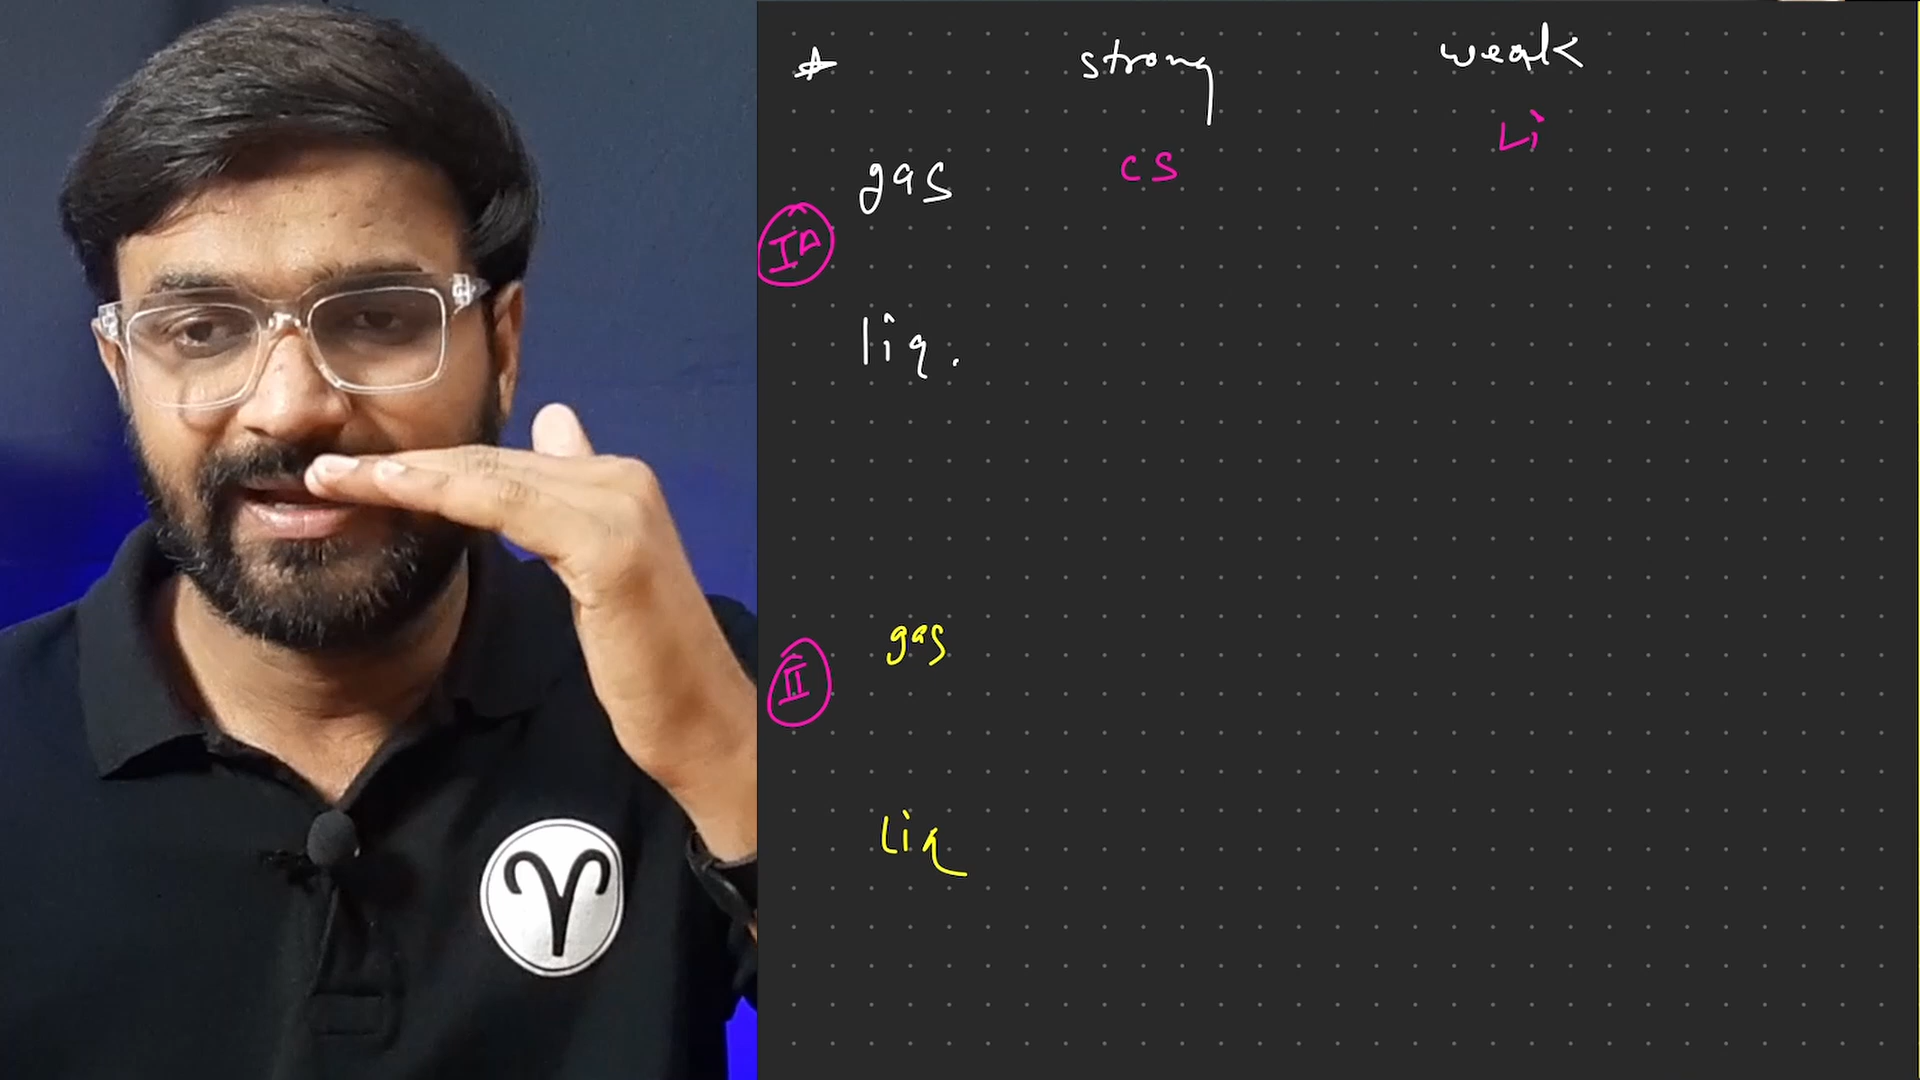 strong weak
gas Cs Li
IA
liq.
gas
II
liq